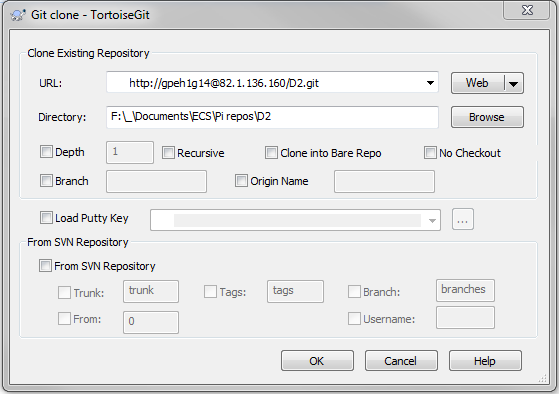 Git clone - TortoiseGit
Clone Existing Repository
URL: http://gpeh1g14@82.1.136.160/D2.git Web
Directory: F:\_\Documents\ECS\Pi repos\D2 Browse
Depth 1 Recursive Clone into Bare Repo No Checkout
Branch Origin Name
Load Putty Key ...
From SVN Repository
From SVN Repository
Trunk: trunk Tags: tags Branch: branches
From: 0 Username:
OK Cancel Help